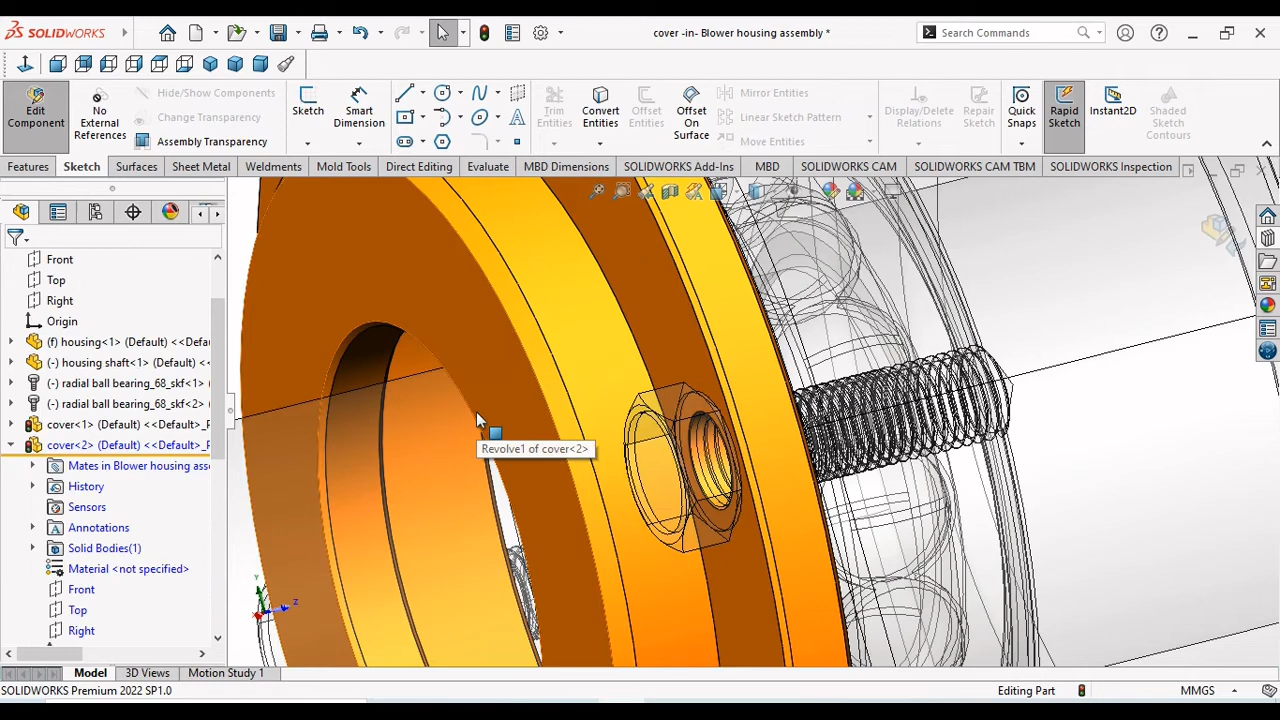 SOLIDWORKS
cover -in- Blower housing assembly *
Search Commands
Edit Component
No External References
Hide/Show Components
Change Transparency
Assembly Transparency
Sketch
Smart Dimension
Trim Entities
Convert Entities
Offset Entities
Offset On Surface
Mirror Entities
Linear Sketch Pattern
Move Entities
Display/Delete Relations
Repair Sketch
Quick Snaps
Rapid Sketch
Instant2D
Shaded Sketch Contours
Features
Sketch
Surfaces
Sheet Metal
Weldments
Mold Tools
Direct Editing
Evaluate
MBD Dimensions
SOLIDWORKS Add-Ins
MBD
SOLIDWORKS CAM
SOLIDWORKS CAM TBM
SOLIDWORKS Inspection
Front
Top
Right
Origin
(f) housing<1> (Default) <<Defau
(-) housing shaft<1> (Default) <<
(-) radial ball bearing_68_skf<1>
(-) radial ball bearing_68_skf<2>
cover<1> (Default) <<Default>_P
cover<2> (Default) <<Default>_P
Mates in Blower housing asse
History
Sensors
Annotations
Solid Bodies(1)
Material <not specified>
Front
Top
Right
Revolve1 of cover<2>
Y
Z
Model
3D Views
Motion Study 1
SOLIDWORKS Premium 2022 SP1.0
Editing Part
MMGS